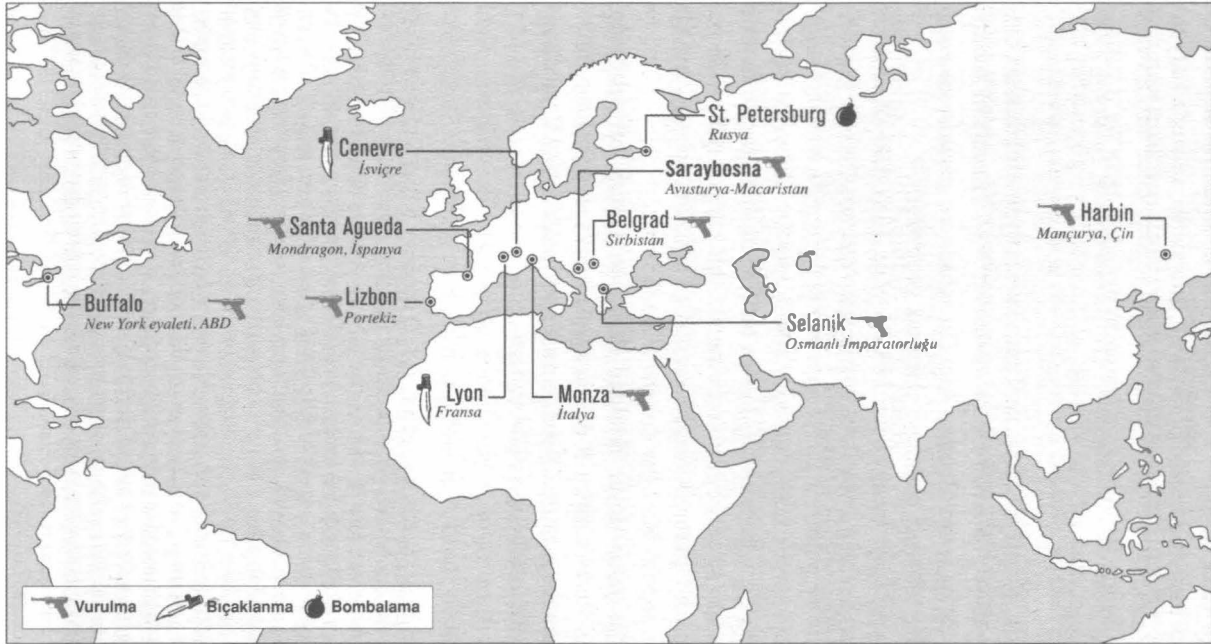 St. Petersburg
Rusya
Cenevre
İsviçre
Saraybosna
Avusturya-Macaristan
Santa Agueda
Mondragon, İspanya
Belgrad
Sırbistan
Harbin
Mançurya, Çin
Buffalo
New York eyaleti, ABD
Lizbon
Portekiz
Selanik
Osmanlı İmparatorluğu
Lyon
Fransa
Monza
İtalya
Vurulma
Bıçaklanma
Bombalama